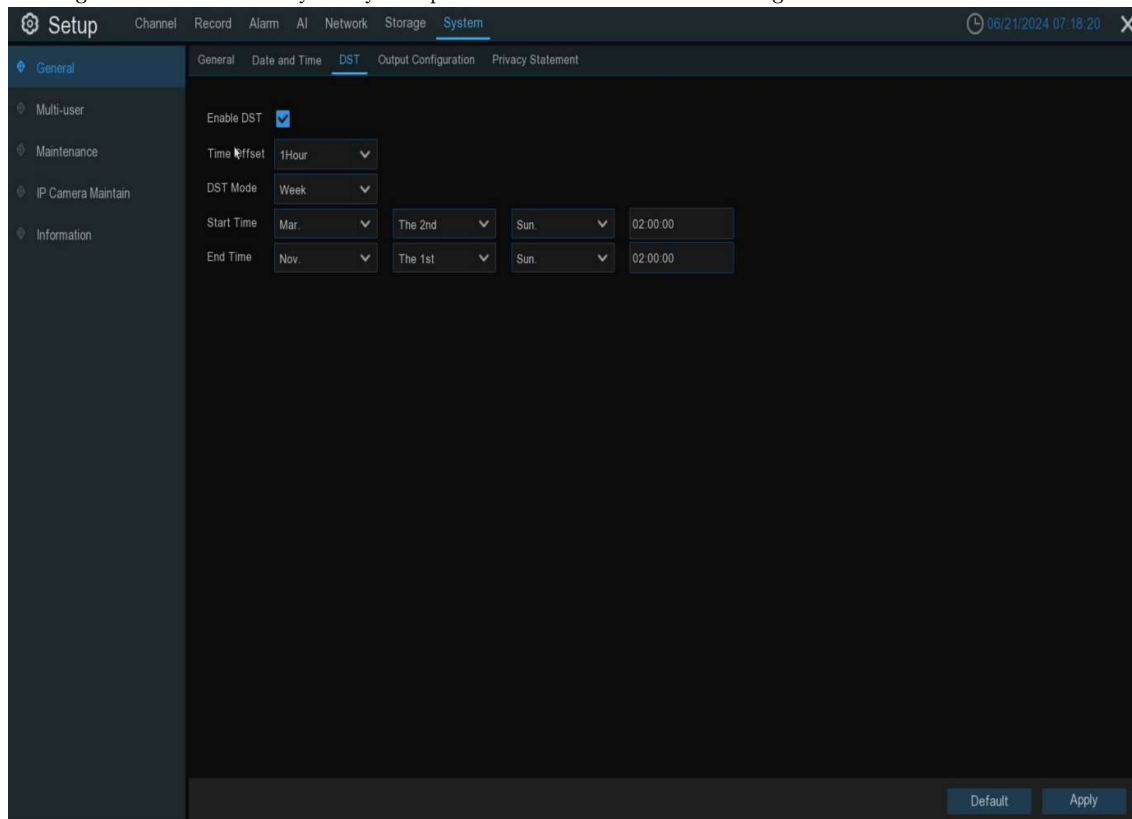 Setup Channel Record Alarm AI Network Storage System 06/21/2024 07:18:20
General Date and Time DST Output Configuration Privacy Statement
General
Multi-user
Maintenance
IP Camera Maintain
Information
Enable DST
Time Offset 1Hour
DST Mode Week
Start Time Mar. The 2nd Sun. 02:00:00
End Time Nov. The 1st Sun. 02:00:00
Default Apply